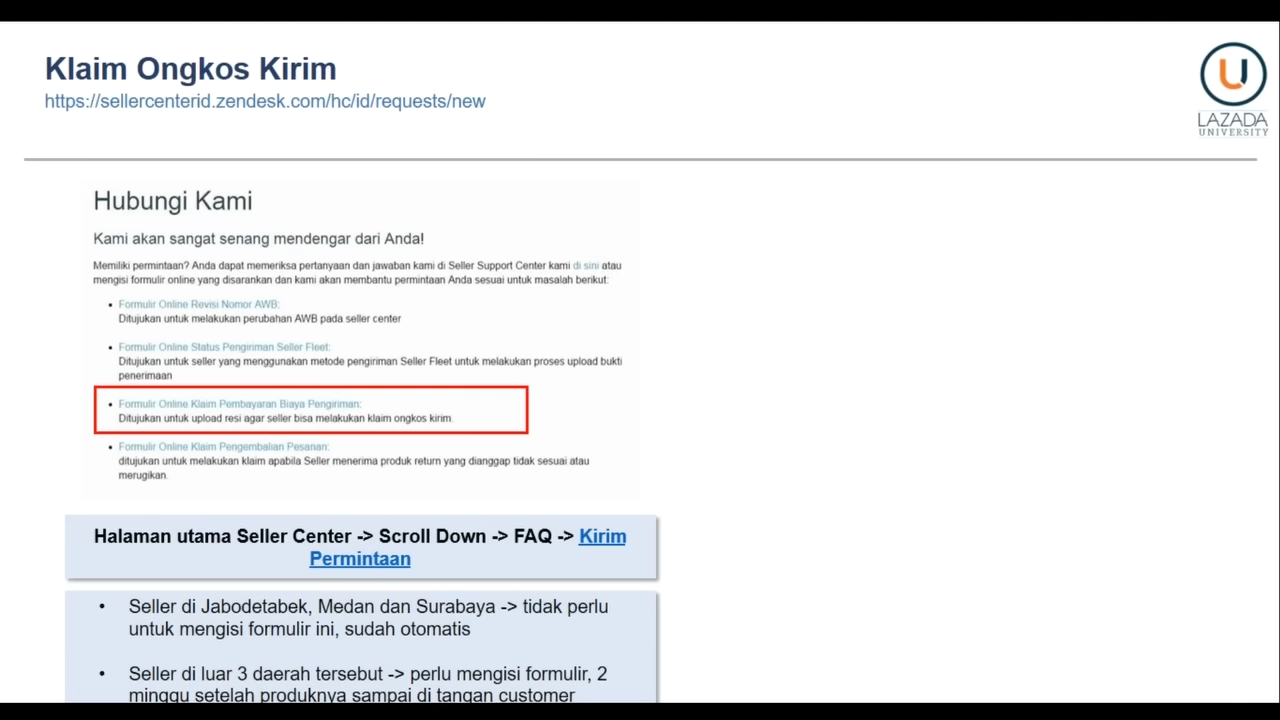 Klaim Ongkos Kirim
https://sellercenterid.zendesk.com/hc/id/requests/new
LAZADA
UNIVERSITY
Hubungi Kami
Kami akan sangat senang mendengar dari Anda!
Memiliki permintaan? Anda dapat memeriksa pertanyaan dan jawaban kami di Seller Support Center kami di sini atau
mengisi formulir online yang disarankan dan kami akan membantu permintaan Anda sesuai untuk masalah berikut:
• Formulir Online Revisi Nomor AWB:
Ditujukan untuk melakukan perubahan AWB pada seller center
• Formulir Online Status Pengiriman Seller Fleet:
Ditujukan untuk seller yang menggunakan metode pengiriman Seller Fleet untuk melakukan proses upload bukti
penerimaan
• Formulir Online Klaim Pembayaran Biaya Pengiriman:
Ditujukan untuk upload resi agar seller bisa melakukan klaim ongkos kirim.
• Formulir Online Klaim Pengembalian Pesanan:
ditujukan untuk melakukan klaim apabila Seller menerima produk return yang dianggap tidak sesuai atau
merugikan.
Halaman utama Seller Center -> Scroll Down -> FAQ -> Kirim
Permintaan
• Seller di Jabodetabek, Medan dan Surabaya -> tidak perlu
untuk mengisi formulir ini, sudah otomatis
• Seller di luar 3 daerah tersebut -> perlu mengisi formulir, 2
minggu setelah produknya sampai di tangan customer